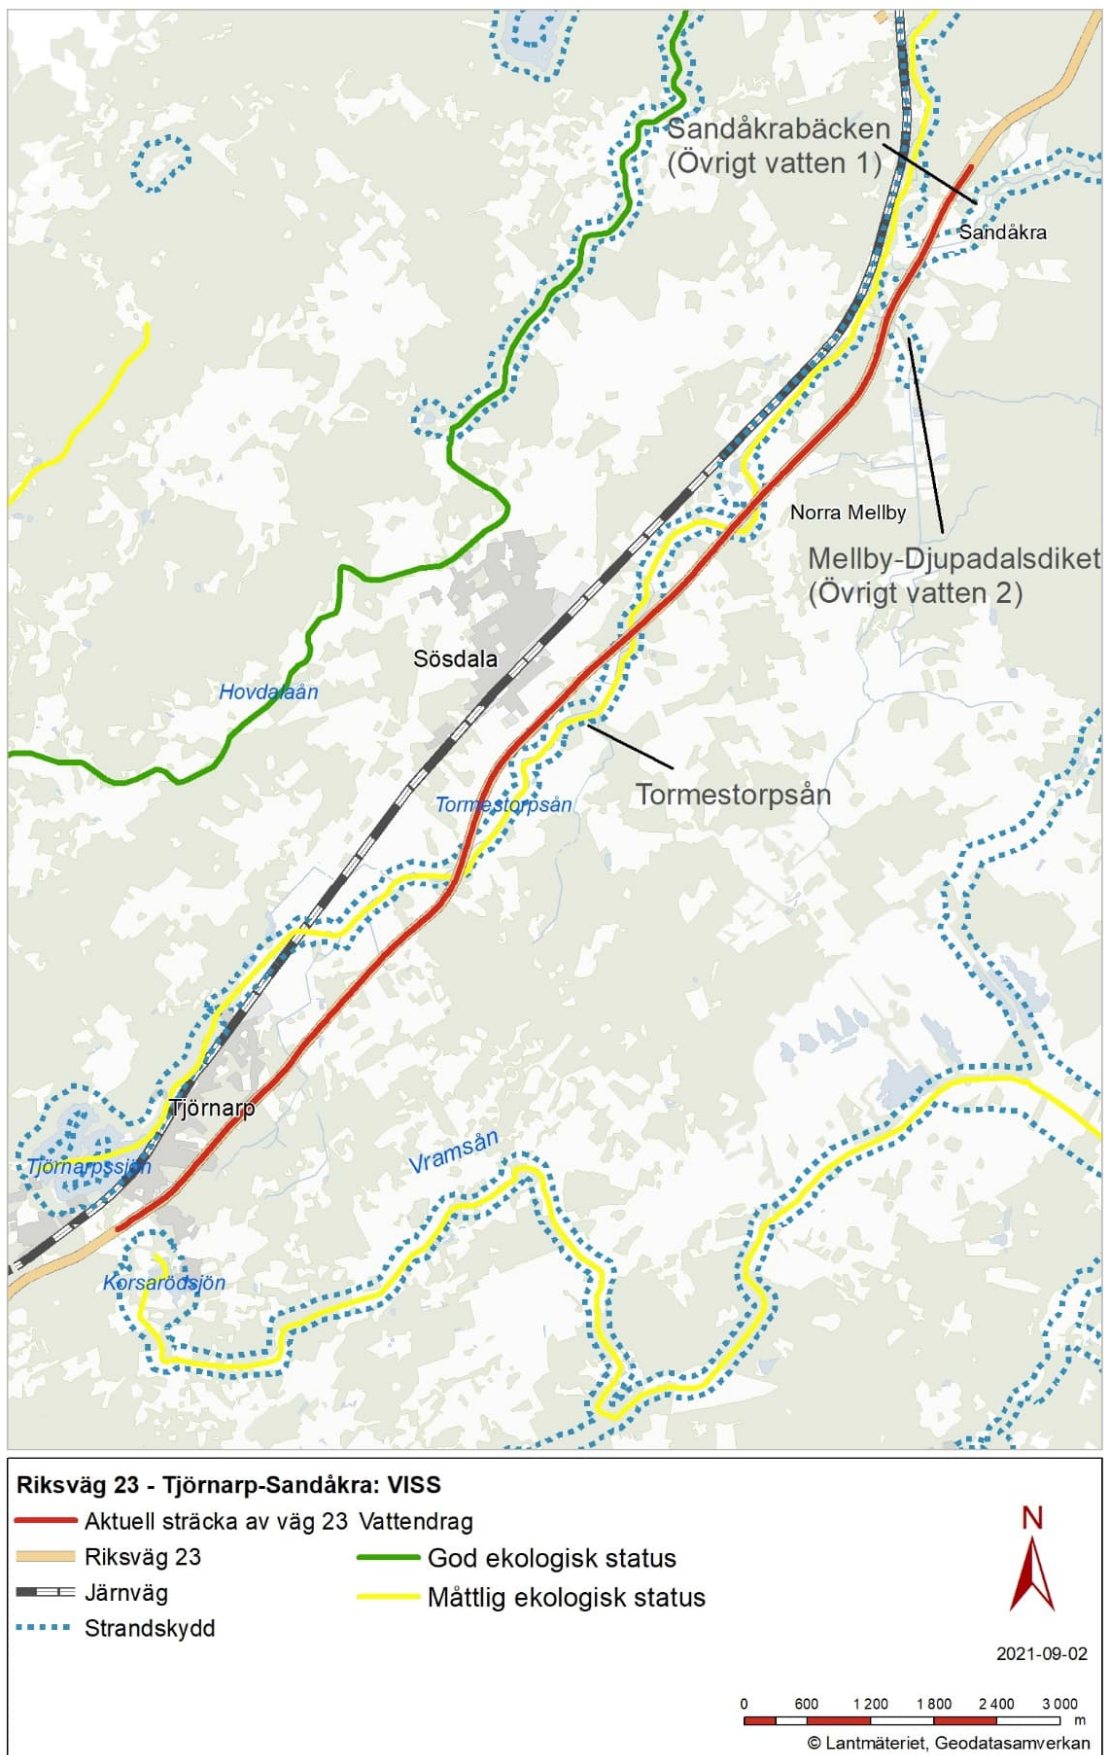 Sandåkrabäcken
(Övrigt vatten 1)
Sandåkra
Norra Mellby
Mellby-Djupadalsdiket
(Övrigt vatten 2)
Sösdala
Hovdalaån
Tormestorpsån
Tormestorpsån
Tjörnarp
Vramsån
Tjörnarpssjön
Korsarödsjön
Riksväg 23 - Tjörnarp-Sandåkra: VISS
Aktuell sträcka av väg 23 Vattendrag
Riksväg 23
God ekologisk status
Järnväg
Måttlig ekologisk status
Strandskydd
N
2021-09-02
0 600 1 200 1 800 2 400 3 000
m
© Lantmäteriet, Geodatasamverkan